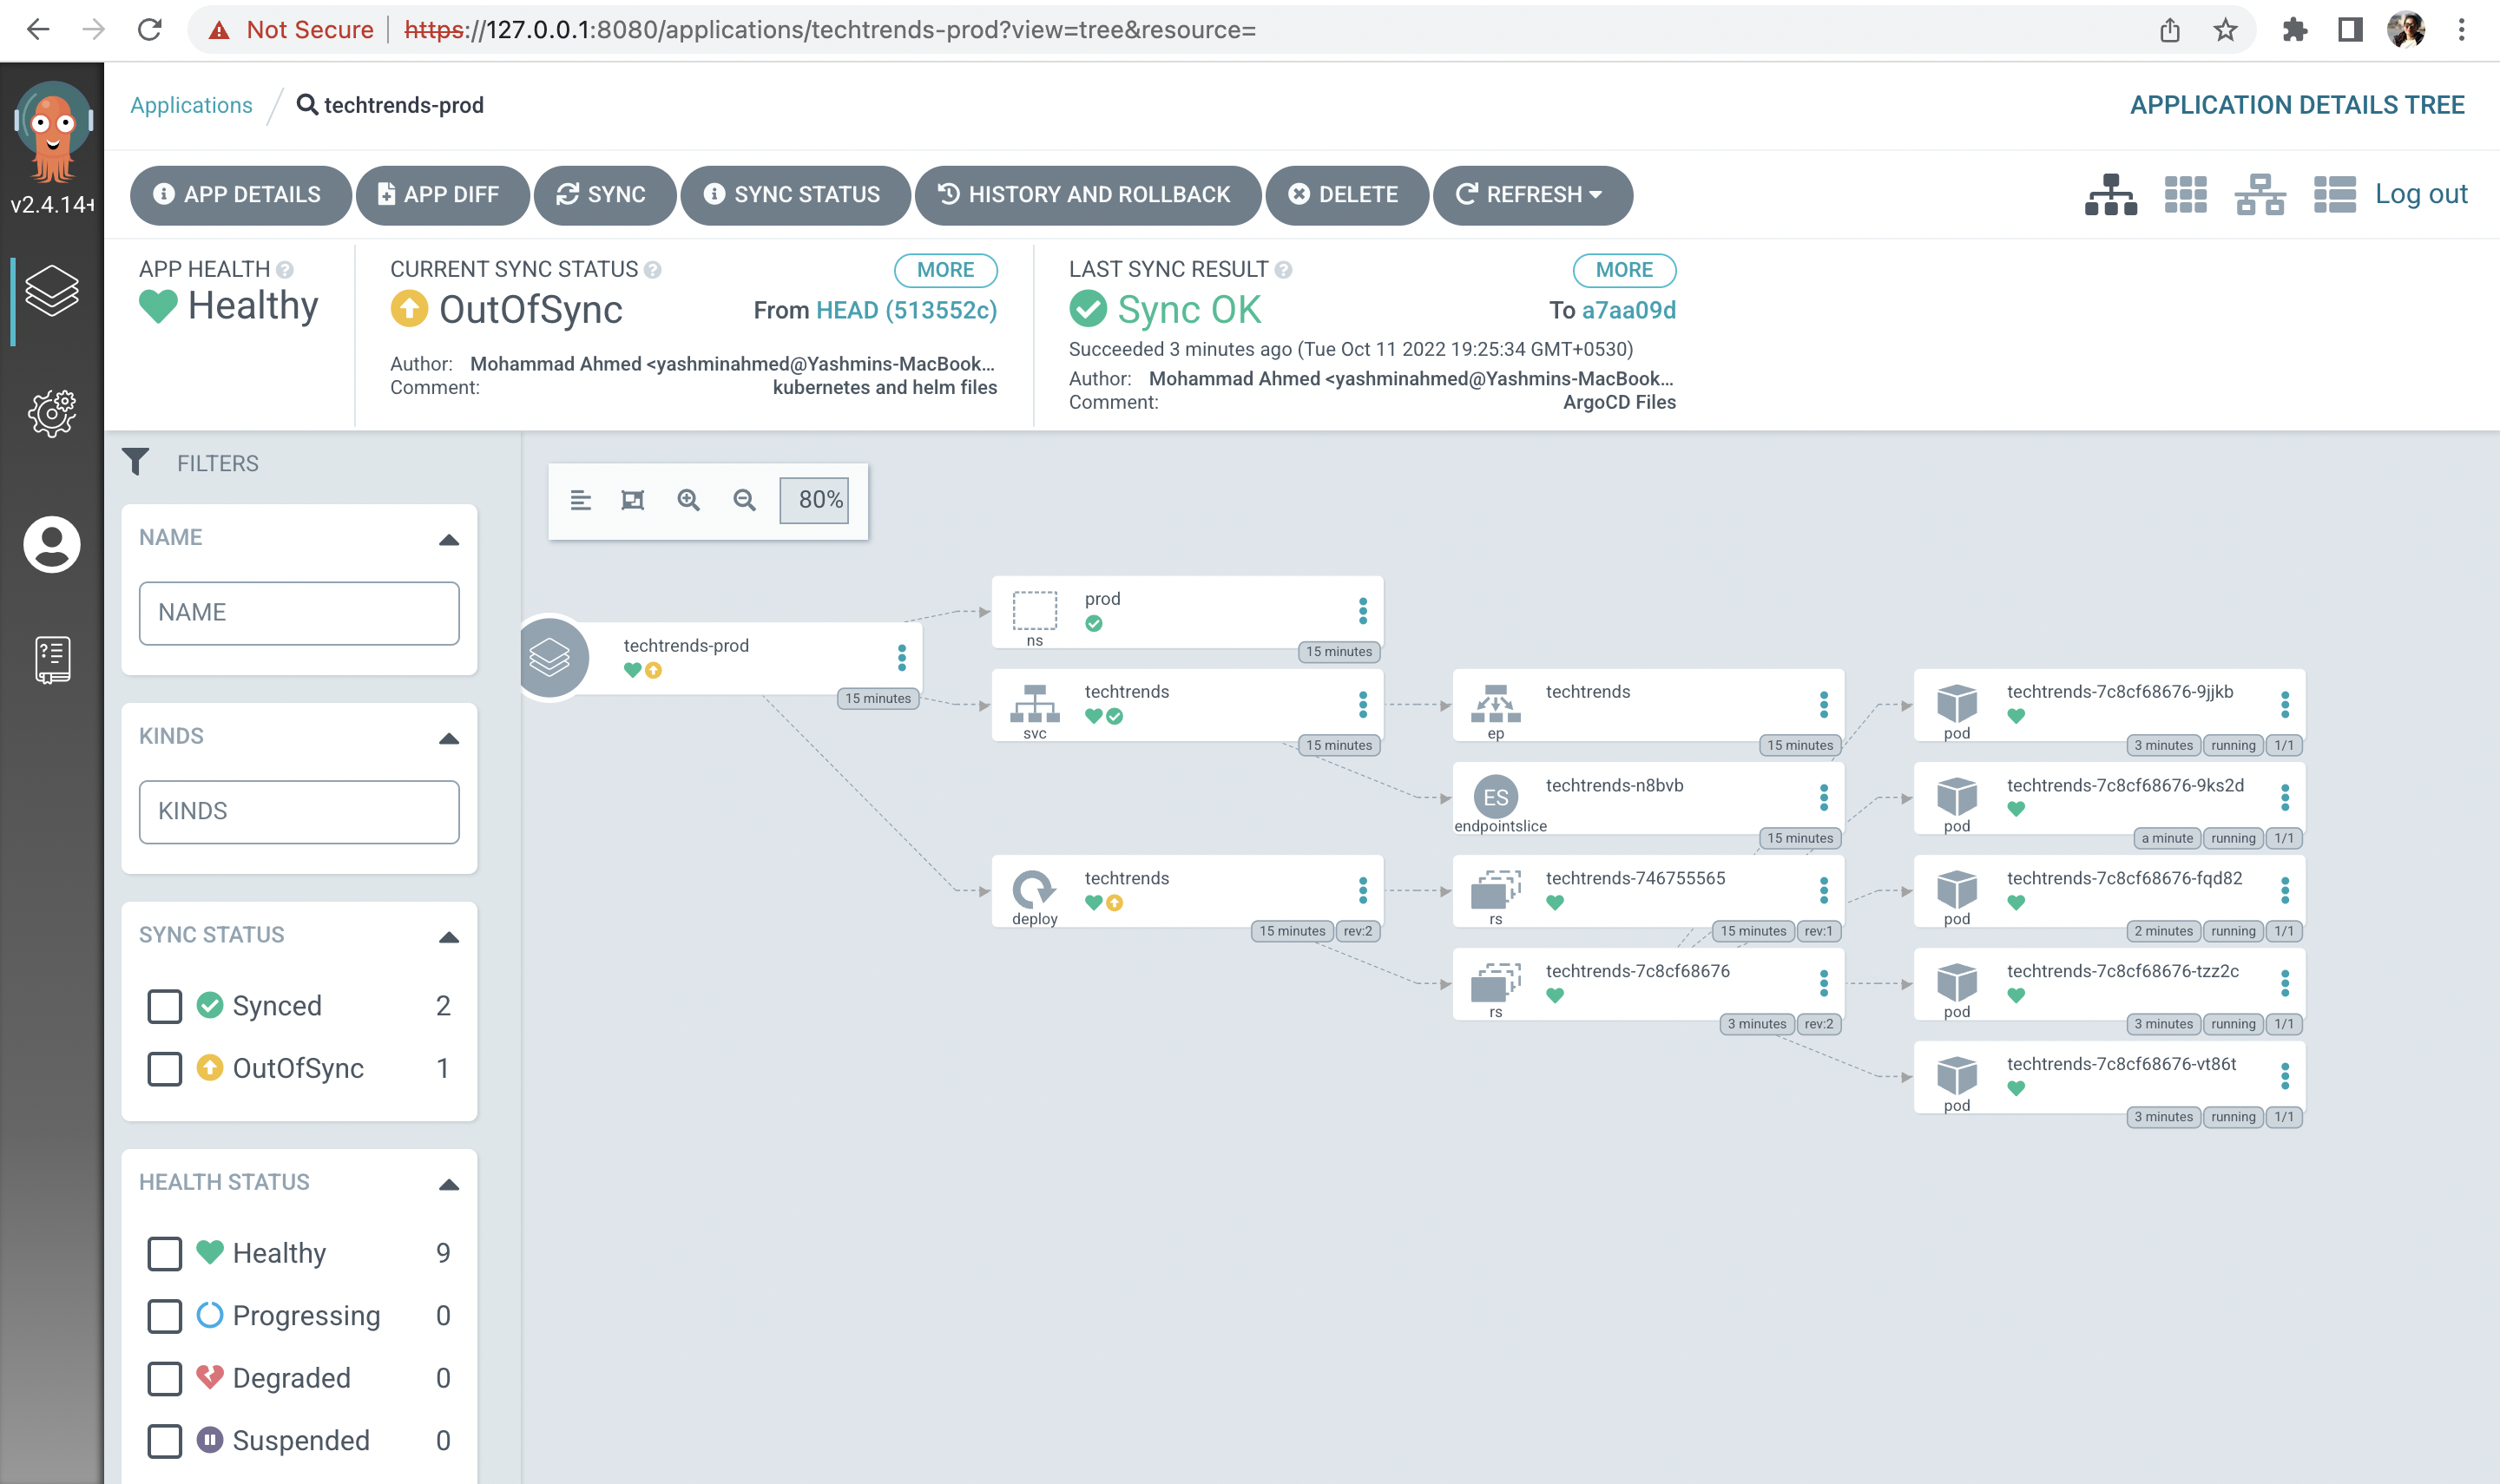 Not Secure https://127.0.0.1:8080/applications/techtrends-prod?view=tree&resource=
v2.4.14+
Applications / techtrends-prod
APPLICATION DETAILS TREE
APP DETAILS APP DIFF SYNC SYNC STATUS HISTORY AND ROLLBACK DELETE REFRESH
Log out
APP HEALTH
Healthy
CURRENT SYNC STATUS MORE
OutOfSync From HEAD (513552c)
Author: Mohammad Ahmed <yashminahmed@Yashmins-MacBook...
Comment: kubernetes and helm files
LAST SYNC RESULT MORE
Sync OK To a7aa09d
Succeeded 3 minutes ago (Tue Oct 11 2022 19:25:34 GMT+0530)
Author: Mohammad Ahmed <yashminahmed@Yashmins-MacBook...
Comment: ArgoCD Files
FILTERS
NAME
NAME
KINDS
KINDS
SYNC STATUS
Synced 2
OutOfSync 1
HEALTH STATUS
Healthy 9
Progressing 0
Degraded 0
Suspended 0
80%
techtrends-prod
15 minutes
prod
ns
15 minutes
techtrends
svc
15 minutes
techtrends
deploy
15 minutes rev:2
techtrends
ep
15 minutes
ES
techtrends-n8bvb
endpointslice
15 minutes
techtrends-746755565
rs
15 minutes rev:1
techtrends-7c8cf68676
rs
3 minutes rev:2
techtrends-7c8cf68676-9jjkb
pod
3 minutes running 1/1
techtrends-7c8cf68676-9ks2d
pod
a minute running 1/1
techtrends-7c8cf68676-fqd82
pod
2 minutes running 1/1
techtrends-7c8cf68676-tzz2c
pod
3 minutes running 1/1
techtrends-7c8cf68676-vt86t
pod
3 minutes running 1/1